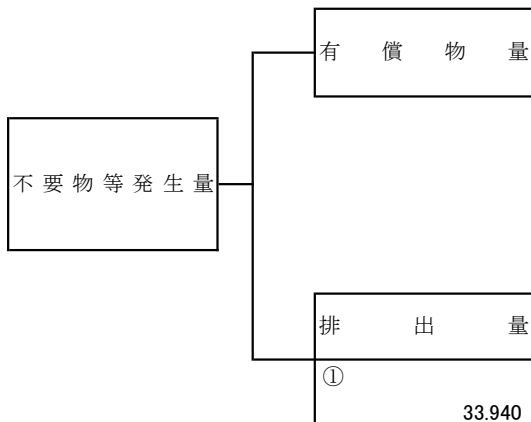 有償物量
不要物等発生量
排出量
①
33.940